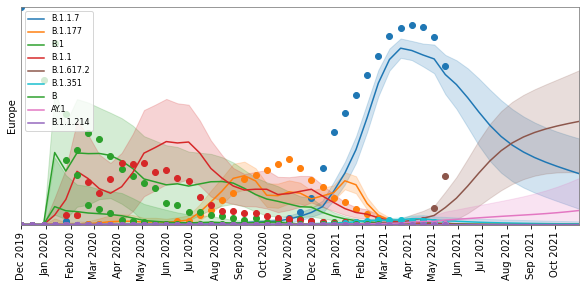 B.1.1.7
B.1.177
B.1
B.1.1
B.1.617.2
B.1.351
B
AY.1
B.1.1.214
Europe
Dec 2019
Jan 2020
Feb 2020
Mar 2020
Apr 2020
May 2020
Jun 2020
Jul 2020
Aug 2020
Sep 2020
Oct 2020
Nov 2020
Dec 2020
Jan 2021
Feb 2021
Mar 2021
Apr 2021
May 2021
Jun 2021
Jul 2021
Aug 2021
Sep 2021
Oct 2021